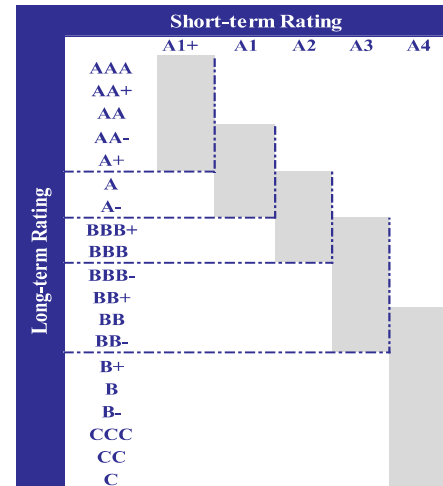 Short-term Rating
A1+ A1 A2 A3 A4
Long-term Rating
AAA
AA+
AA
AA-
A+
A
A-
BBB+
BBB
BBB-
BB+
BB
BB-
B+
B
B-
CCC
CC
C